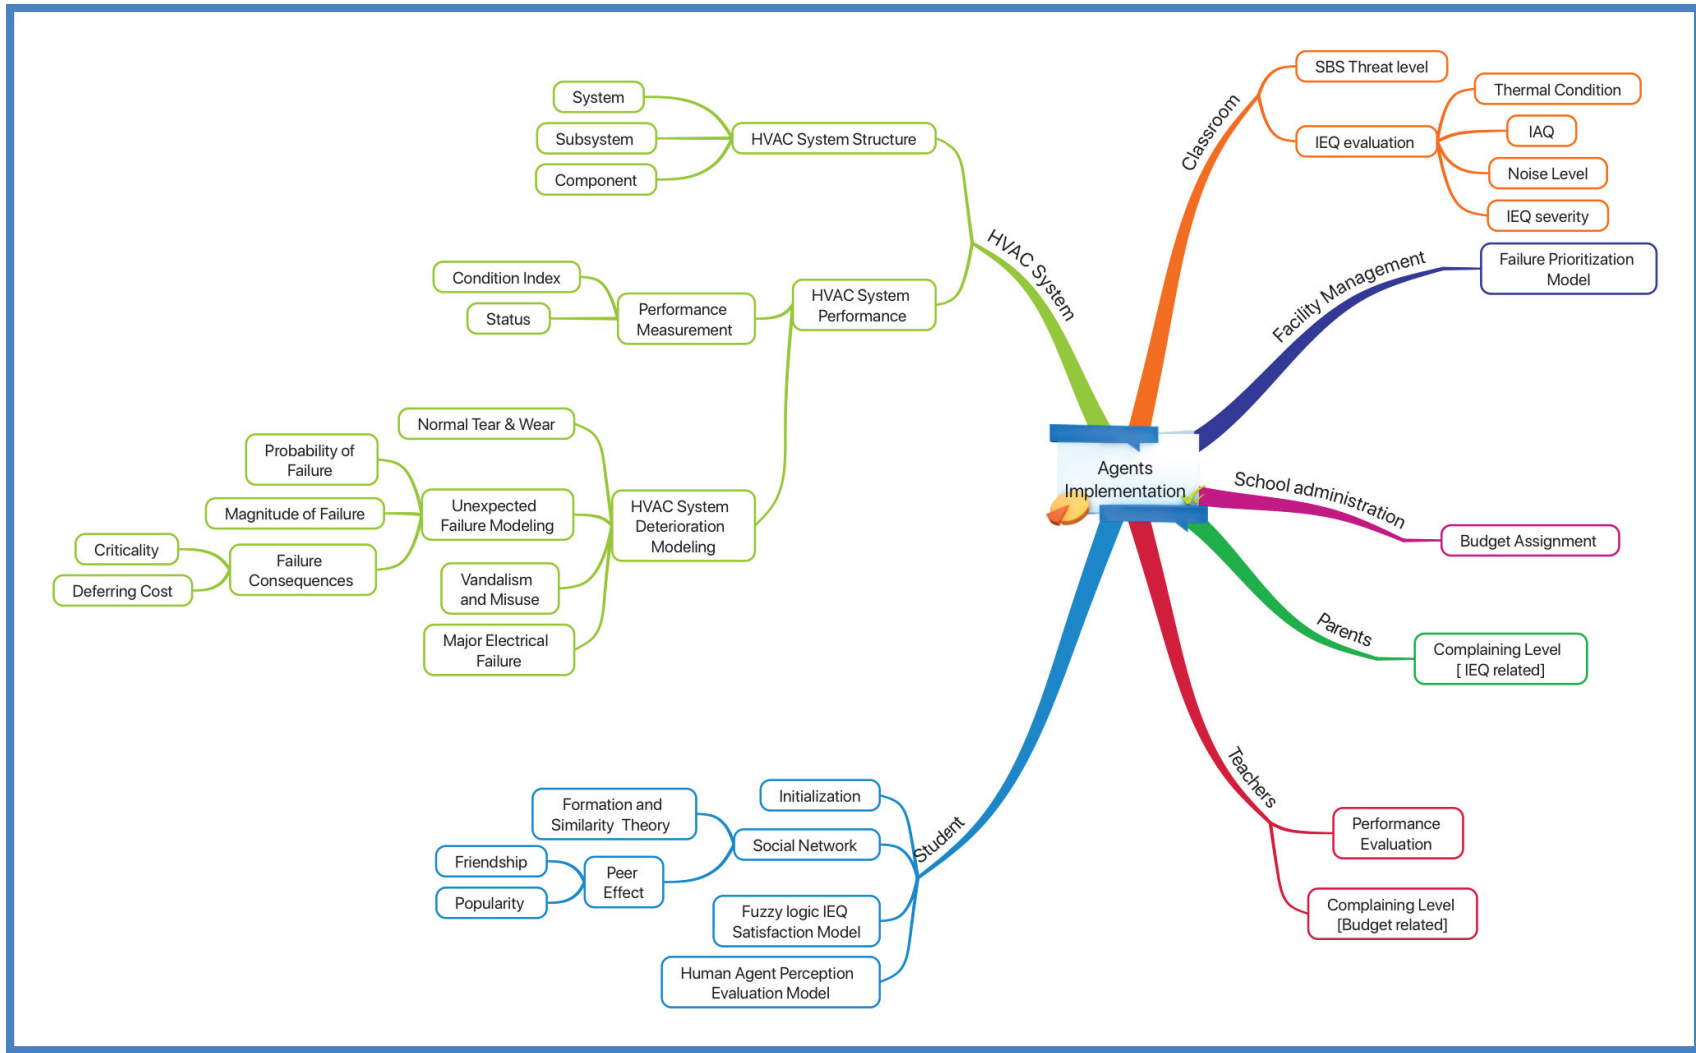 Agents
Implementation
HVAC System
HVAC System Structure
System
Subsystem
Component
HVAC System
Performance
Performance
Measurement
Condition Index
Status
HVAC System
Deterioration
Modeling
Normal Tear & Wear
Unexpected
Failure Modeling
Probability of
Failure
Magnitude of Failure
Failure
Consequences
Criticality
Deferring Cost
Vandalism
and Misuse
Major Electrical
Failure
Classroom
SBS Threat level
IEQ evaluation
Thermal Condition
IAQ
Noise Level
IEQ severity
Facility Management
Failure Prioritization
Model
School administration
Budget Assignment
Parents
Complaining Level
[ IEQ related]
Teachers
Performance
Evaluation
Complaining Level
[Budget related]
Student
Initialization
Social Network
Formation and
Similarity Theory
Peer
Effect
Friendship
Popularity
Fuzzy logic IEQ
Satisfaction Model
Human Agent Perception
Evaluation Model